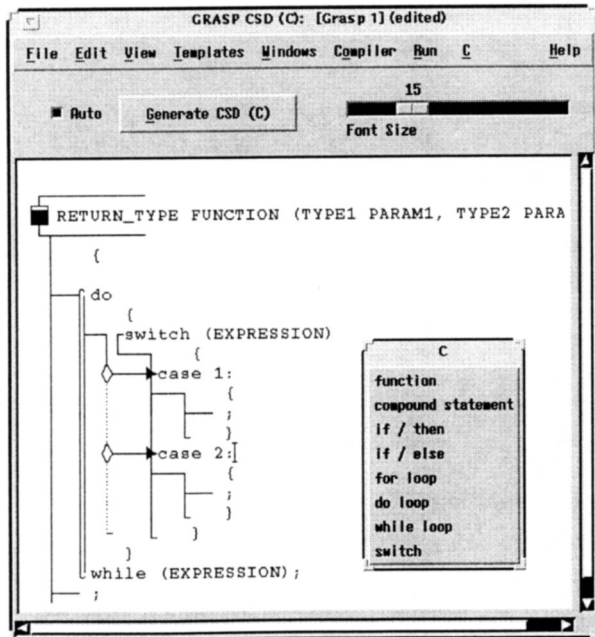 GRASP CSD (C): [Grasp 1] (edited)
File Edit View Templates Windows Compiler Run C Help
15
Auto Generate CSD (C)
Font Size
RETURN_TYPE FUNCTION (TYPE1 PARAM1, TYPE2 PARA
{
do
{
switch (EXPRESSION)
{
case 1:
{
;
}
case 2:
{
;
}
}
}
while (EXPRESSION);
;
C
function
compound statement
if / then
if / else
for loop
do loop
while loop
switch